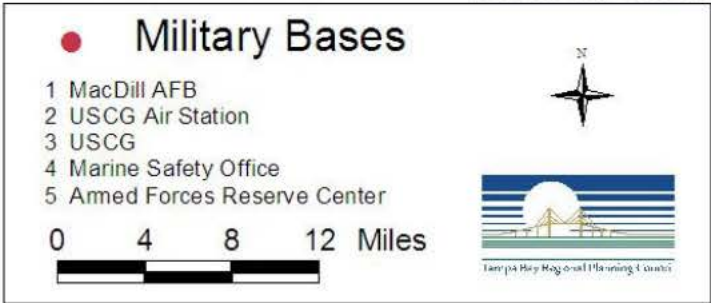 Military Bases
N
1 MacDill AFB
2 USCG Air Station
3 USCG
4 Marine Safety Office
5 Armed Forces Reserve Center
0 4 8 12 Miles
Tampa Bay Regional Planning Council